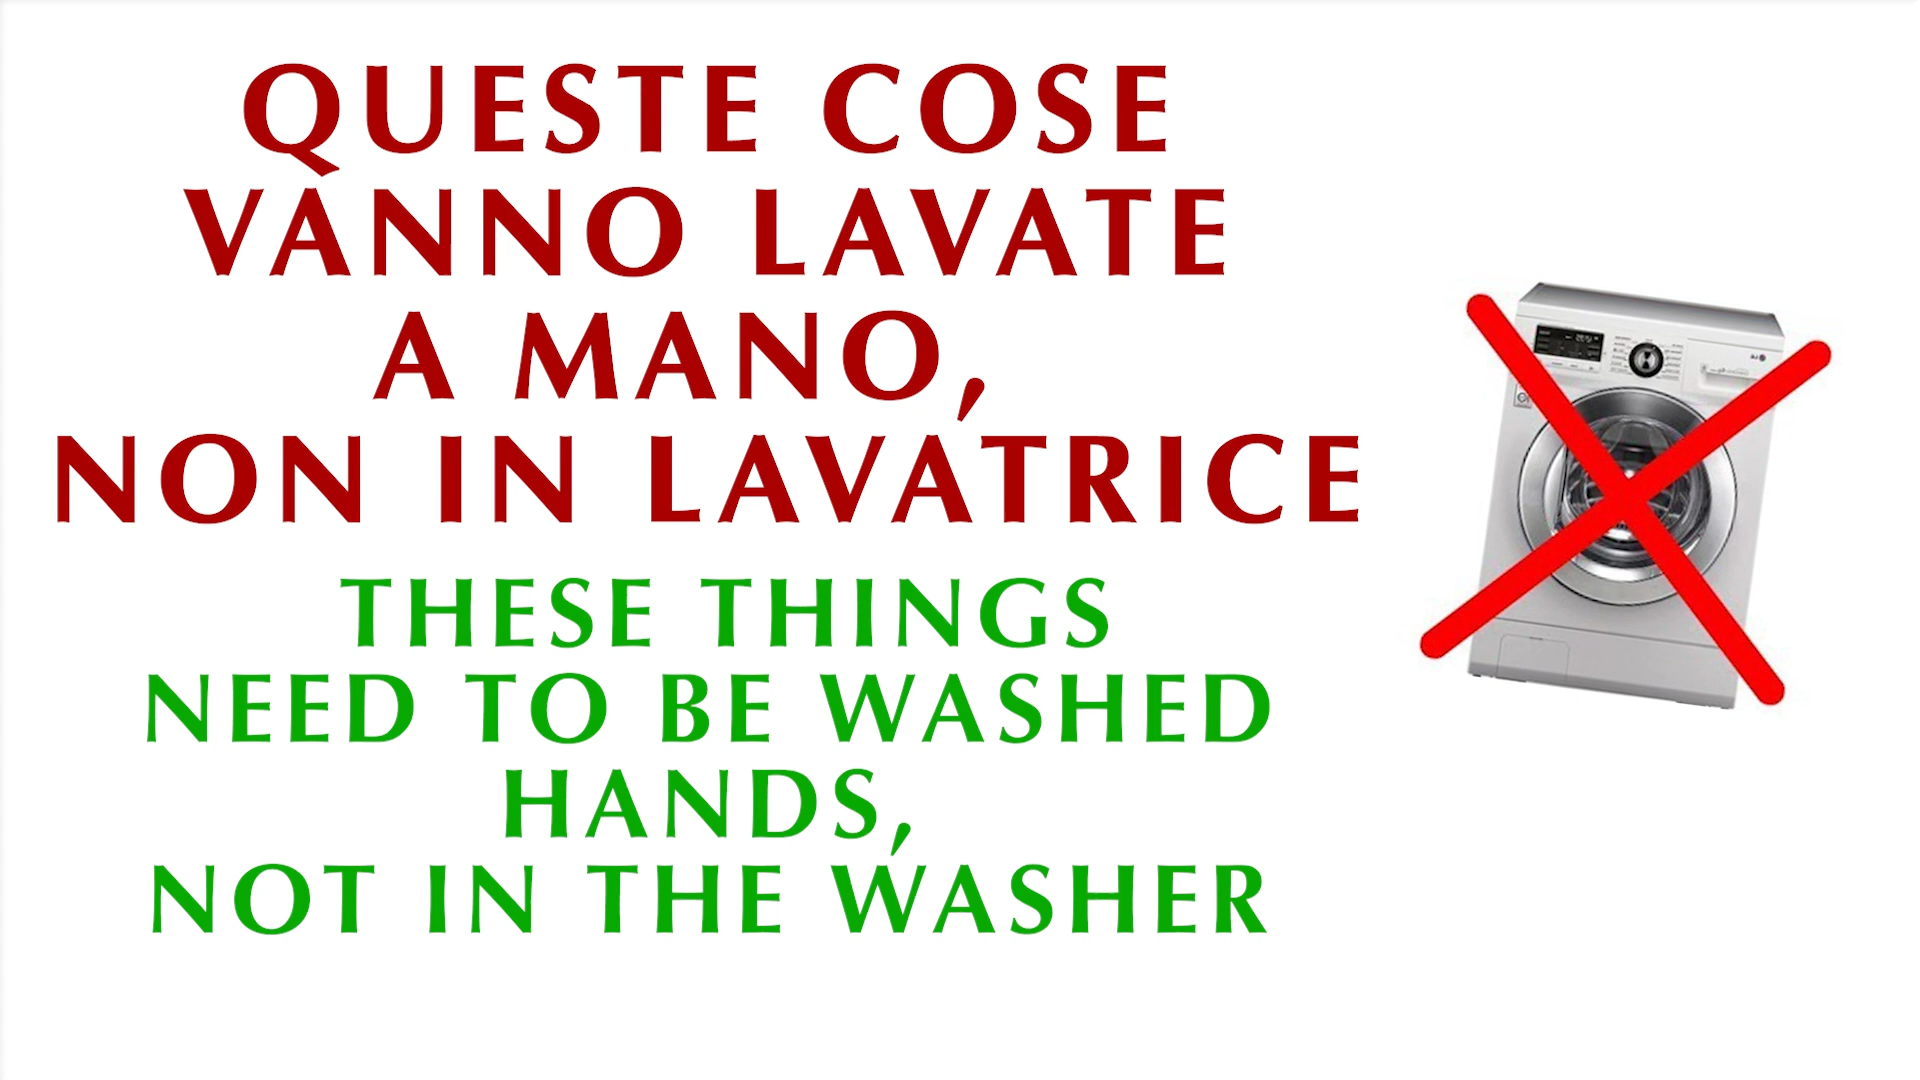 QUESTE COSE
VANNO LAVATE
A MANO,
NON IN LAVATRICE
THESE THINGS
NEED TO BE WASHED
HANDS,
NOT IN THE WASHER